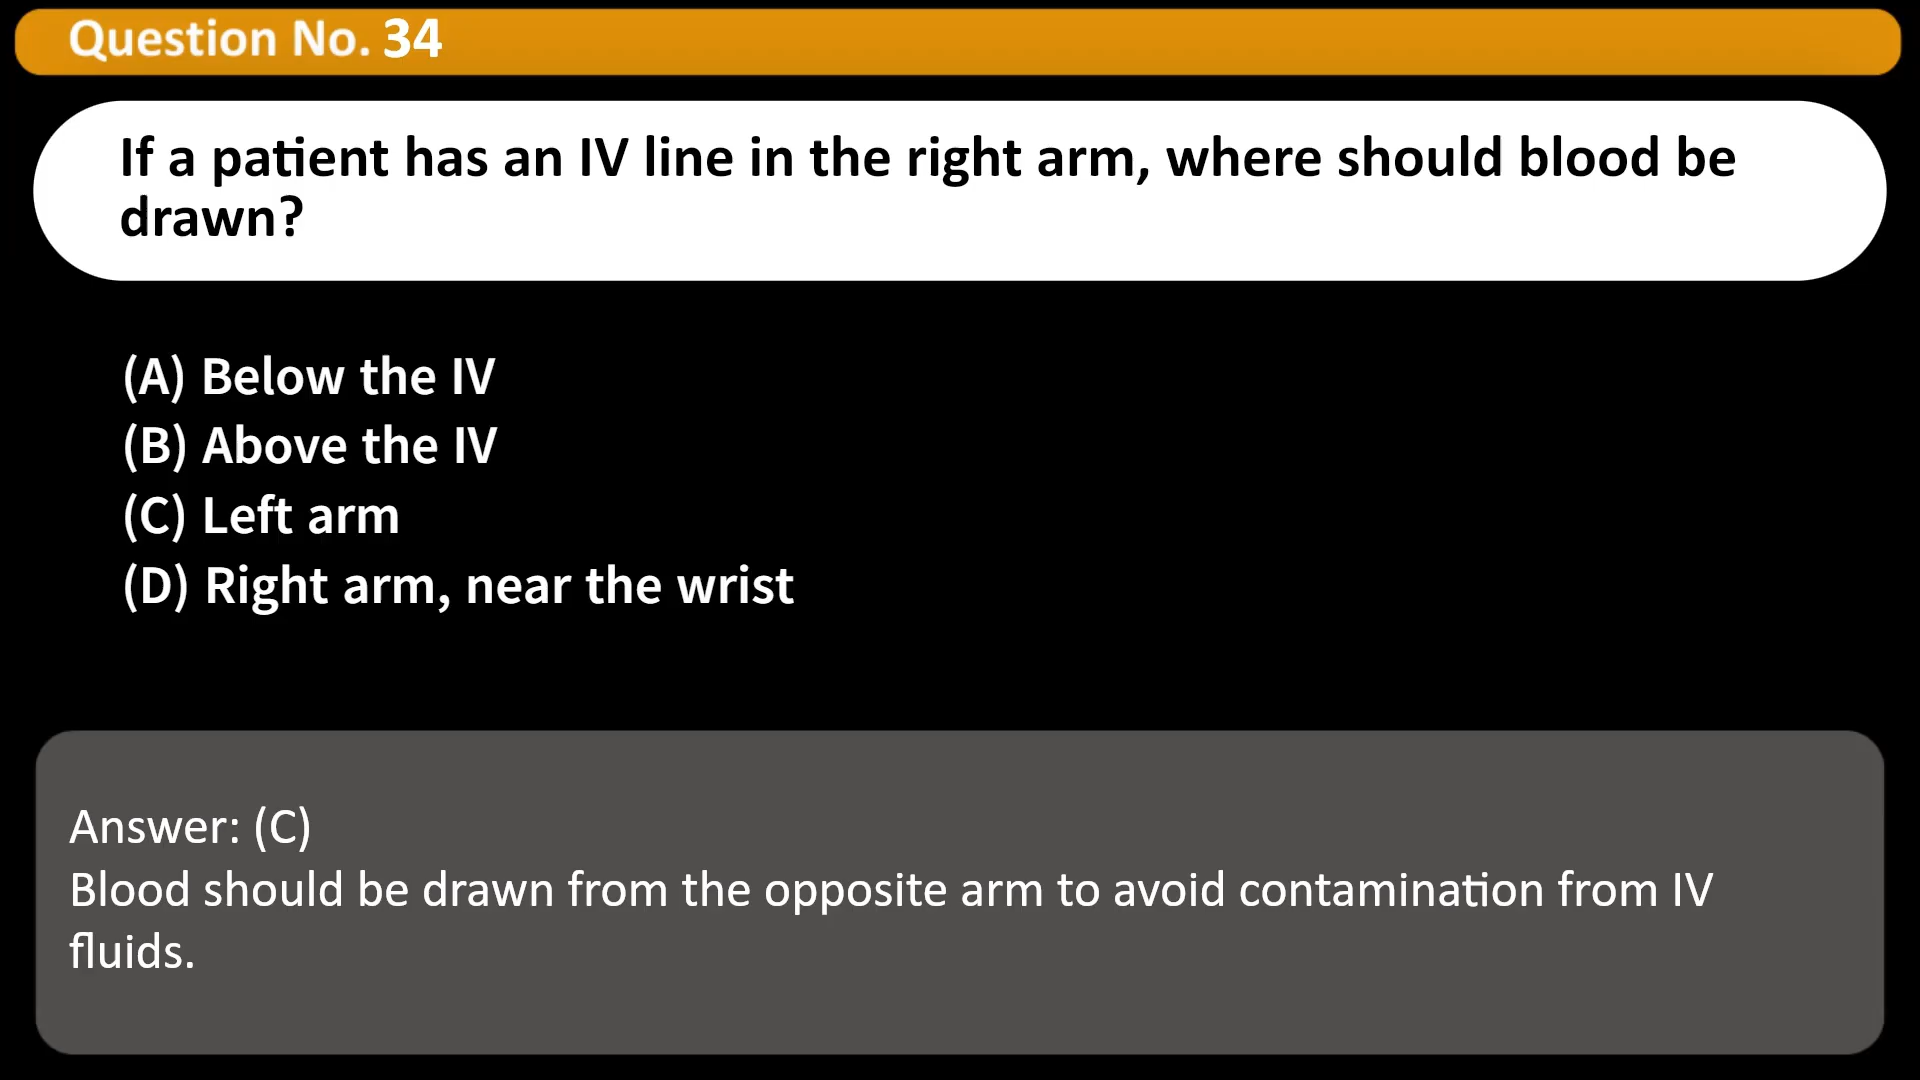 Question No. 34
If a patient has an IV line in the right arm, where should blood be
drawn?
(A) Below the IV
(B) Above the IV
(C) Left arm
(D) Right arm, near the wrist
Answer: (C)
Blood should be drawn from the opposite arm to avoid contamination from IV
fluids.